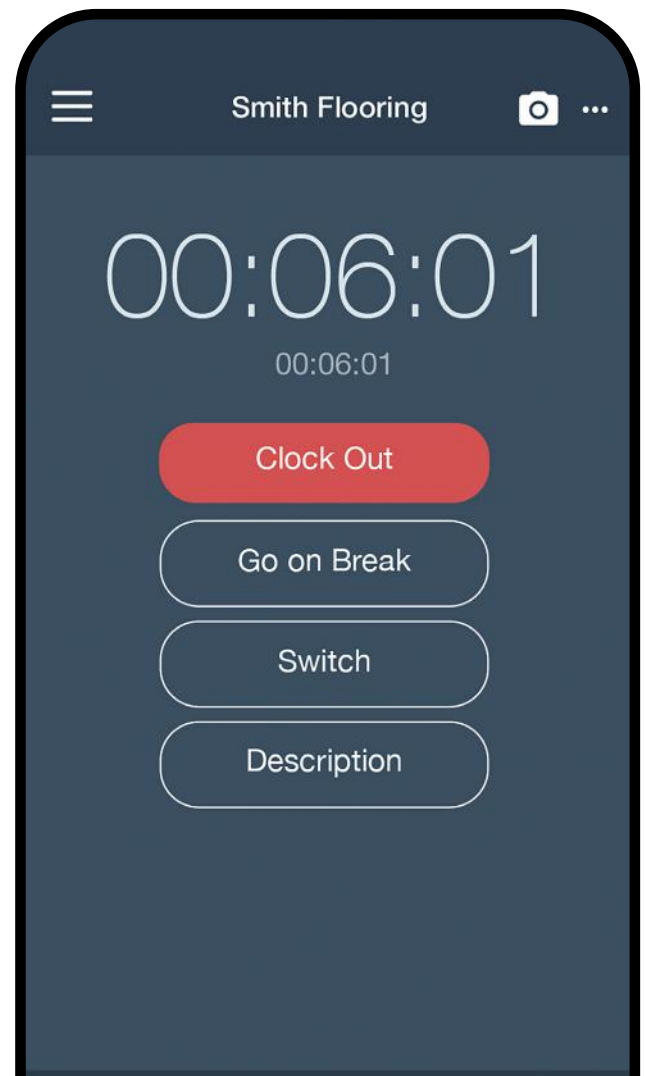 Smith Flooring
00:06:01
00:06:01
Clock Out
Go on Break
Switch
Description